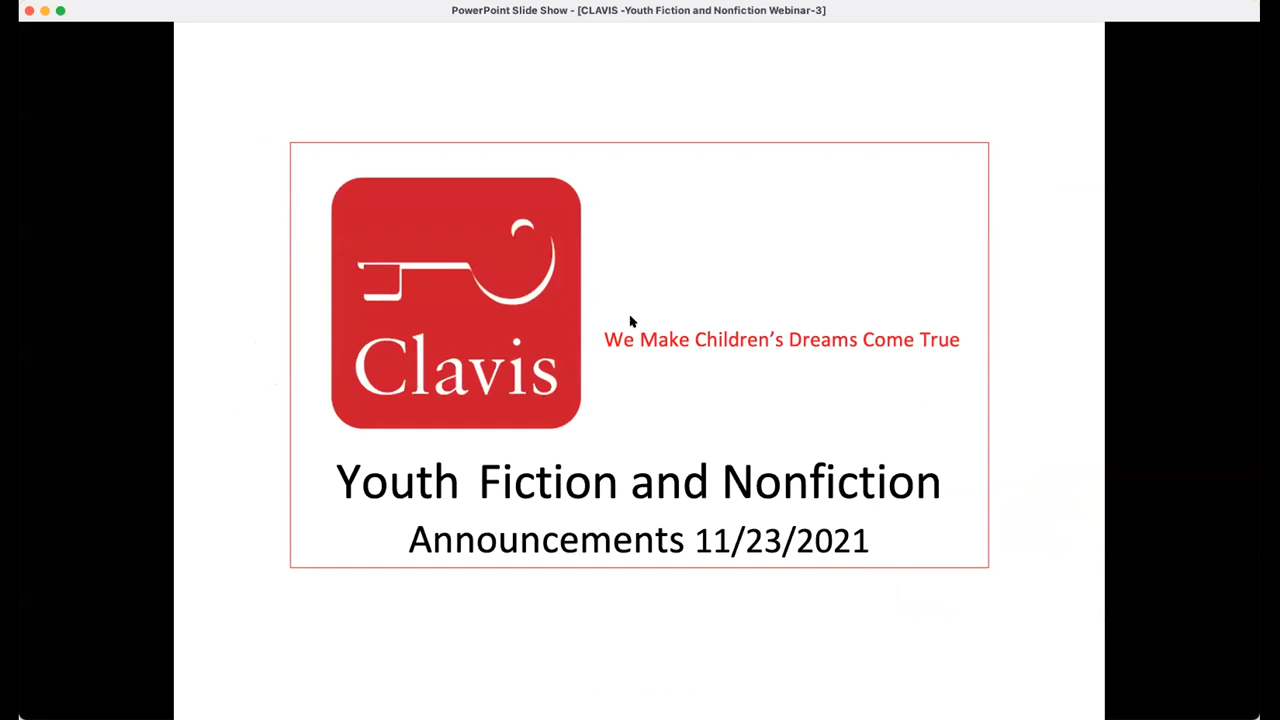 PowerPoint Slide Show - [CLAVIS -Youth Fiction and Nonfiction Webinar-3]
Clavis
We Make Children’s Dreams Come True
Youth Fiction and Nonfiction
Announcements 11/23/2021